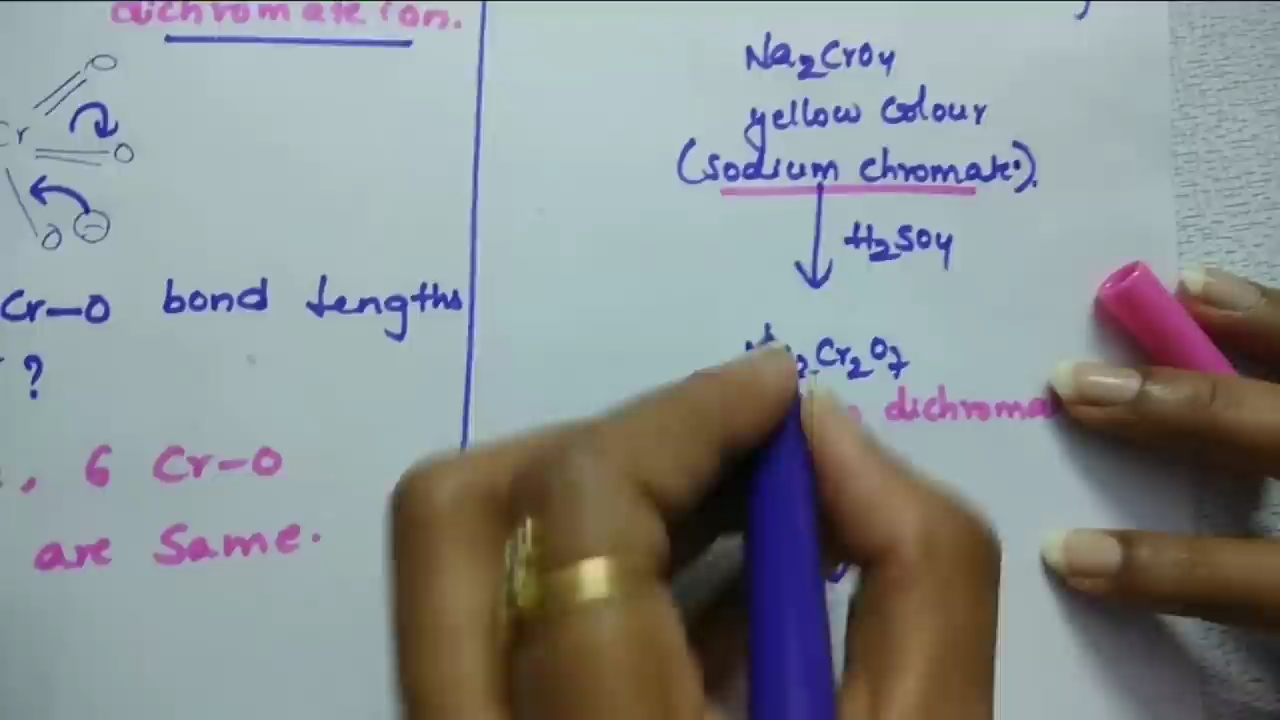 dichromate ion.
O
Cr O
O
Cr-O bond lengths
?
, 6 Cr-O
are same.
Na2CrO4
yellow colour
(sodium chromate).
H2SO4
Cr2O7
dichroma